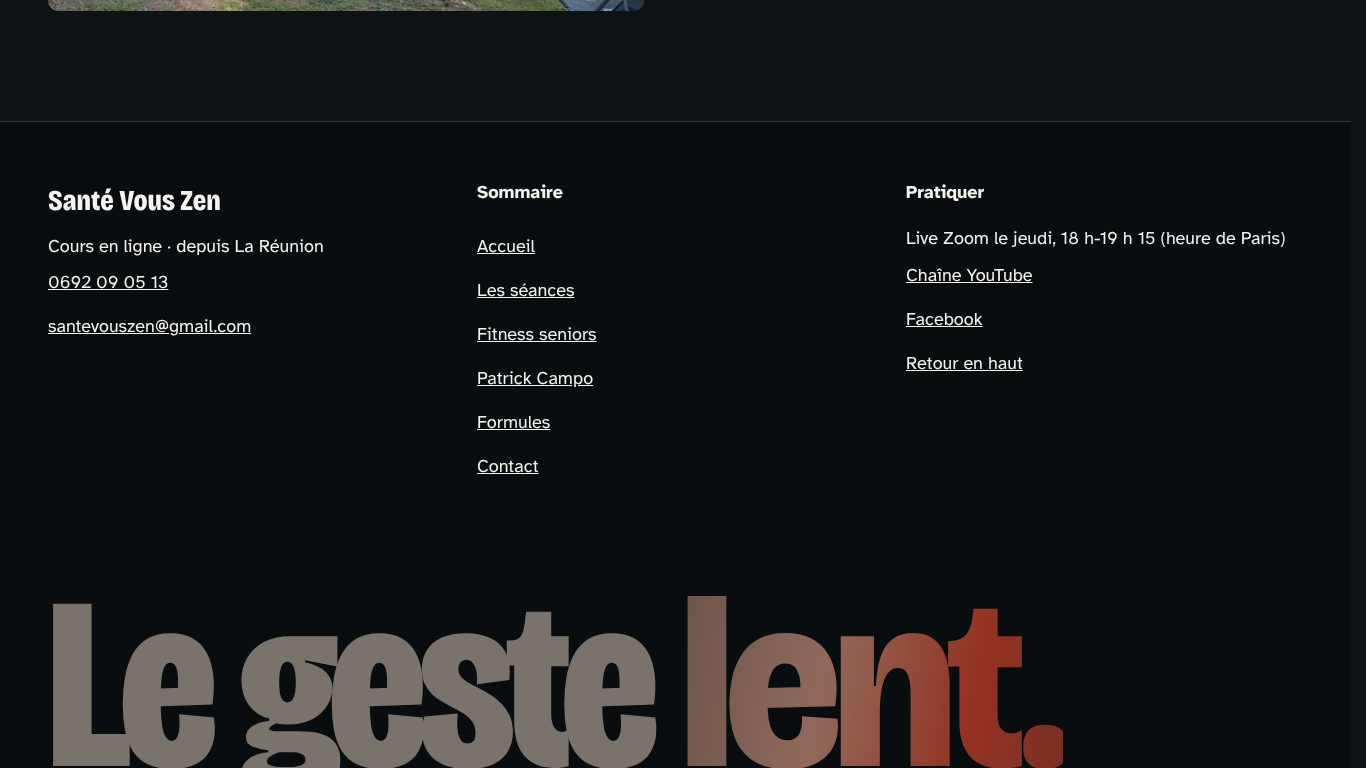 Santé Vous Zen
Cours en ligne · depuis La Réunion
0692 09 05 13
santevouszen@gmail.com
Sommaire
Accueil
Les séances
Fitness seniors
Patrick Campo
Formules
Contact
Pratiquer
Live Zoom le jeudi, 18 h-19 h 15 (heure de Paris)
Chaîne YouTube
Facebook
Retour en haut
Le geste lent.